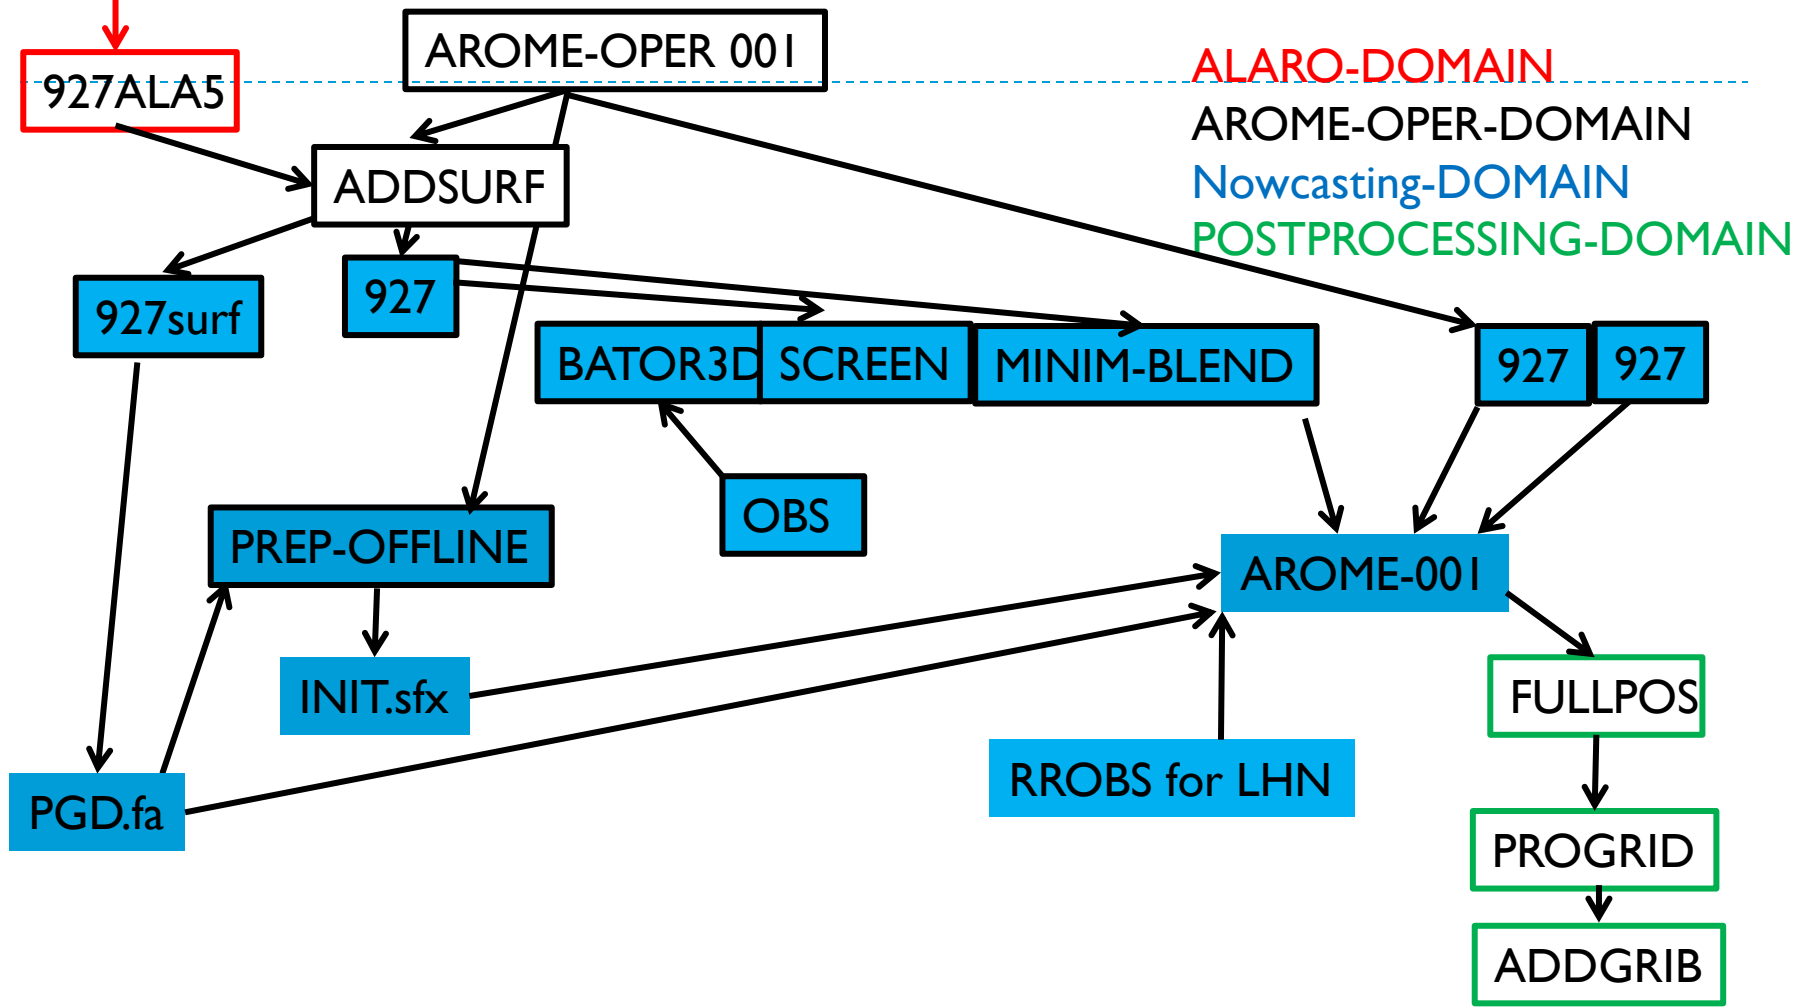 AROME-OPER 001
927ALA5
ALARO-DOMAIN
AROME-OPER-DOMAIN
Nowcasting-DOMAIN
POSTPROCESSING-DOMAIN
ADDSURF
927surf
927
BATOR3D
SCREEN
MINIM-BLEND
927
927
OBS
PREP-OFFLINE
AROME-001
INIT.sfx
FULLPOS
RROBS for LHN
PGD.fa
PROGRID
ADDGRIB